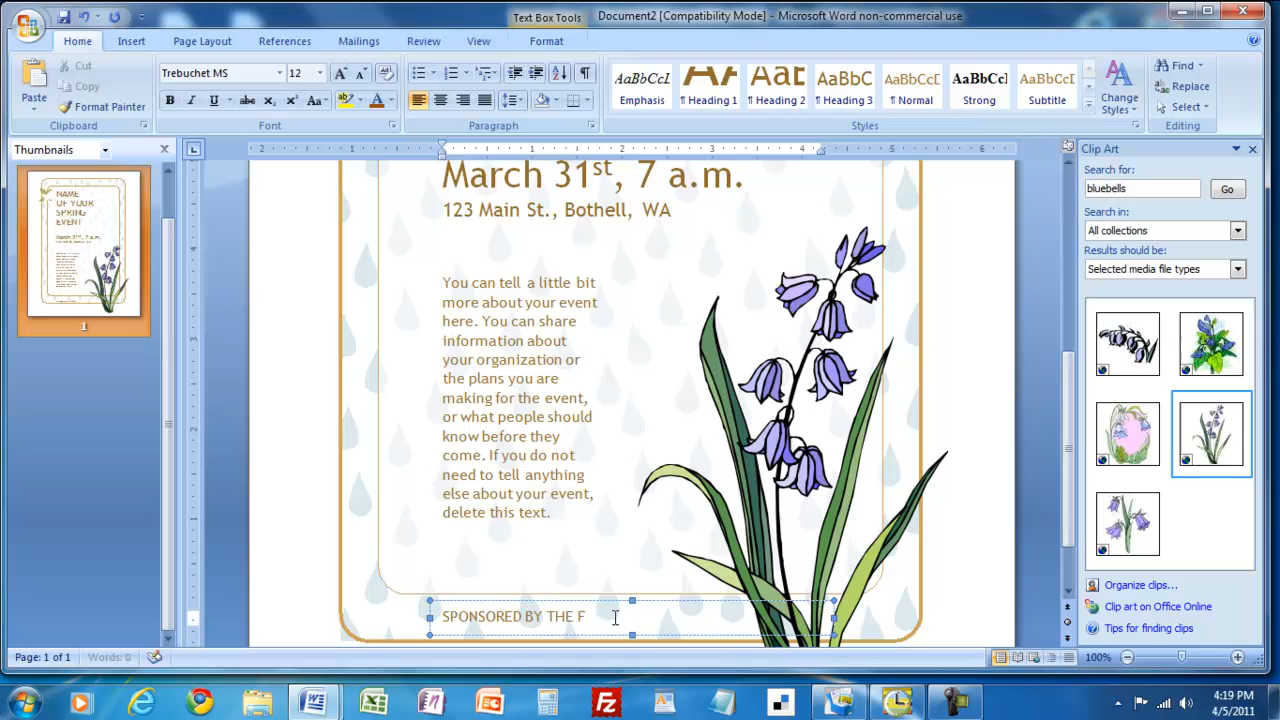 Text Box Tools
Document2 [Compatibility Mode] - Microsoft Word non-commercial use
Home Insert Page Layout References Mailings Review View Format
Paste
Cut
Copy
Format Painter
Clipboard
Trebuchet MS 12
Font
Paragraph
AaBbCcI AaB AaB AaBbC AaBbCcD AaBbCcI AaBbCcD
Emphasis ¶ Heading 1 ¶ Heading 2 ¶ Heading 3 ¶ Normal Strong Subtitle
Change Styles
Styles
Find
Replace
Select
Editing
Thumbnails
NAME
OF YOUR
SPRING
EVENT
March 31st, 7 a.m.
1
March 31st, 7 a.m.
123 Main St., Bothell, WA
You can tell a little bit
more about your event
here. You can share
information about
your organization or
the plans you are
making for the event,
or what people should
know before they
come. If you do not
need to tell anything
else about your event,
delete this text.
SPONSORED BY THE F
Clip Art
Search for:
bluebells
Go
Search in:
All collections
Results should be:
Selected media file types
Organize clips...
Clip art on Office Online
Tips for finding clips
Page: 1 of 1 Words: 0
100%
4:19 PM
4/5/2011